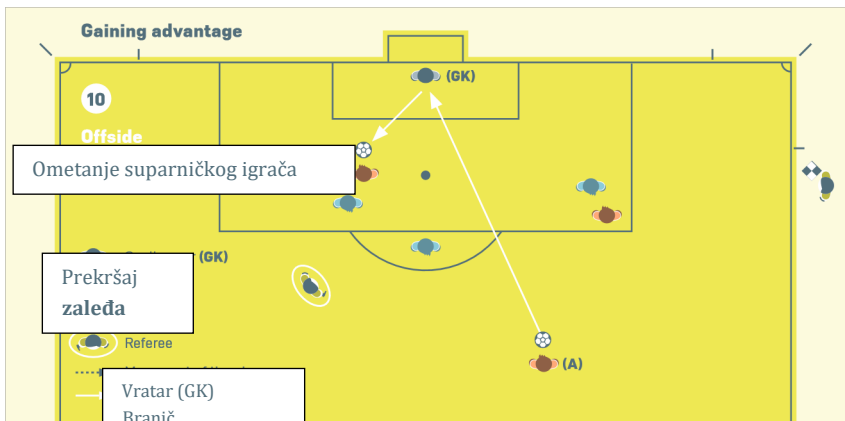 Gaining advantage
(GK)
10
Offside
Ometanje suparničkog igrača
(GK)
Prekršaj
zaleđa
Referee
(A)
Vratar (GK)
Branič